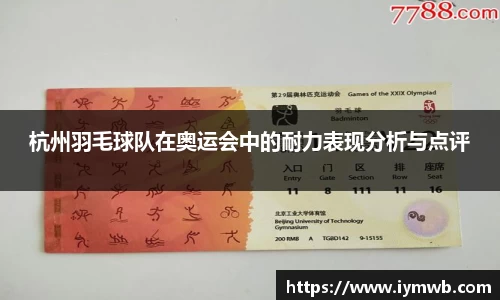 7788.com
第29届奥林匹克运动会 Games of the XXIX Olympiad
羽毛球
Badminton
杭州羽毛球队在奥运会中的耐力表现分析与点评
入口 门 区 排 座席
Entry Gate Row Seat
11 8 111 11 16
北京工业大学体育馆
Beijing University of Technology
Gymnasium
200 RMB A TGBD142 9-15155
https://www.iymwb.com